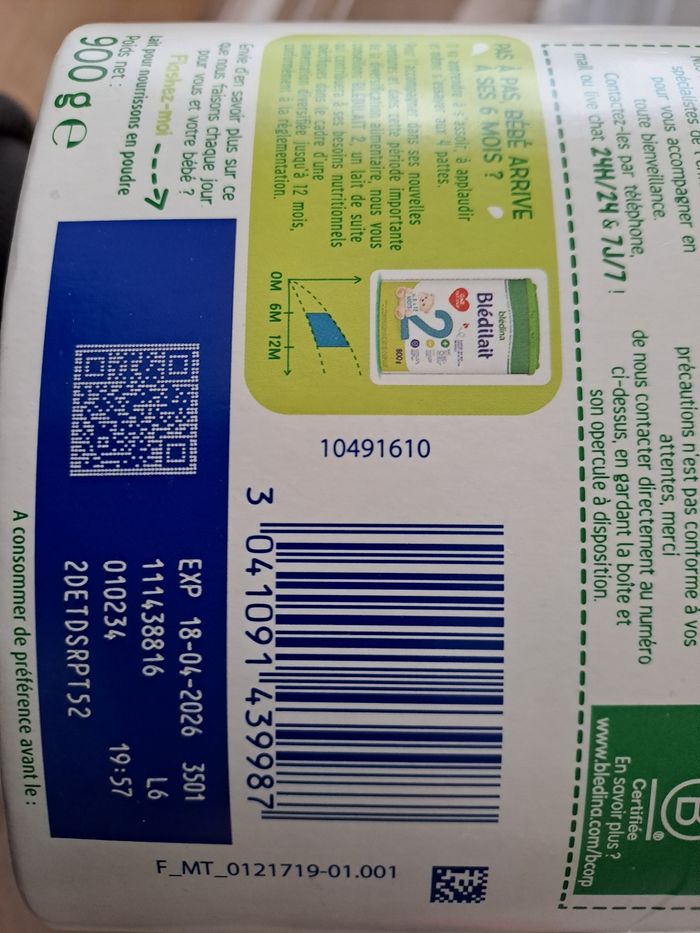 pour vous accompagner en
toute bienveillance.
Contactez-les par téléphone,
mail ou live chat 24H/24 & 7J/7 !
précautions n'est pas conforme à vos
attentes, merci
de nous contacter directement au numéro
ci-dessus, en gardant la boîte et
son opercule à disposition.
B
®
Certifiée
En savoir plus ?
www.bledina.com/bcorp
PAS À PAS, BÉBÉ ARRIVE
À SES 6 MOIS ?
Il va apprendre à s'assoir, à applaudir
et même à essayer aux 4 pattes.
Pour l'accompagner dans ses nouvelles
aventures et dans cette période importante
de la diversification alimentaire, nous vous
conseillons BLÉDILAIT 2, un lait de suite
qui contribuera à ses besoins nutritionnels
spécifiques dans le cadre d'une
alimentation diversifiée jusqu'à 12 mois,
conformément à la réglementation.
blédina
Blédilait
2
800g
0M 6M 12M
10491610
3 041091 439987
Envie d'en savoir plus sur ce
que nous faisons chaque jour
pour vous et votre bébé ?
Flashez-moi
Lait pour nourrissons en poudre
Poids net :
900 g e
EXP 18-04-2026 3501
111438816 L6
010234 19:57
2DETDSRPT52
A consommer de préférence avant le :
F_MT_0121719-01.001